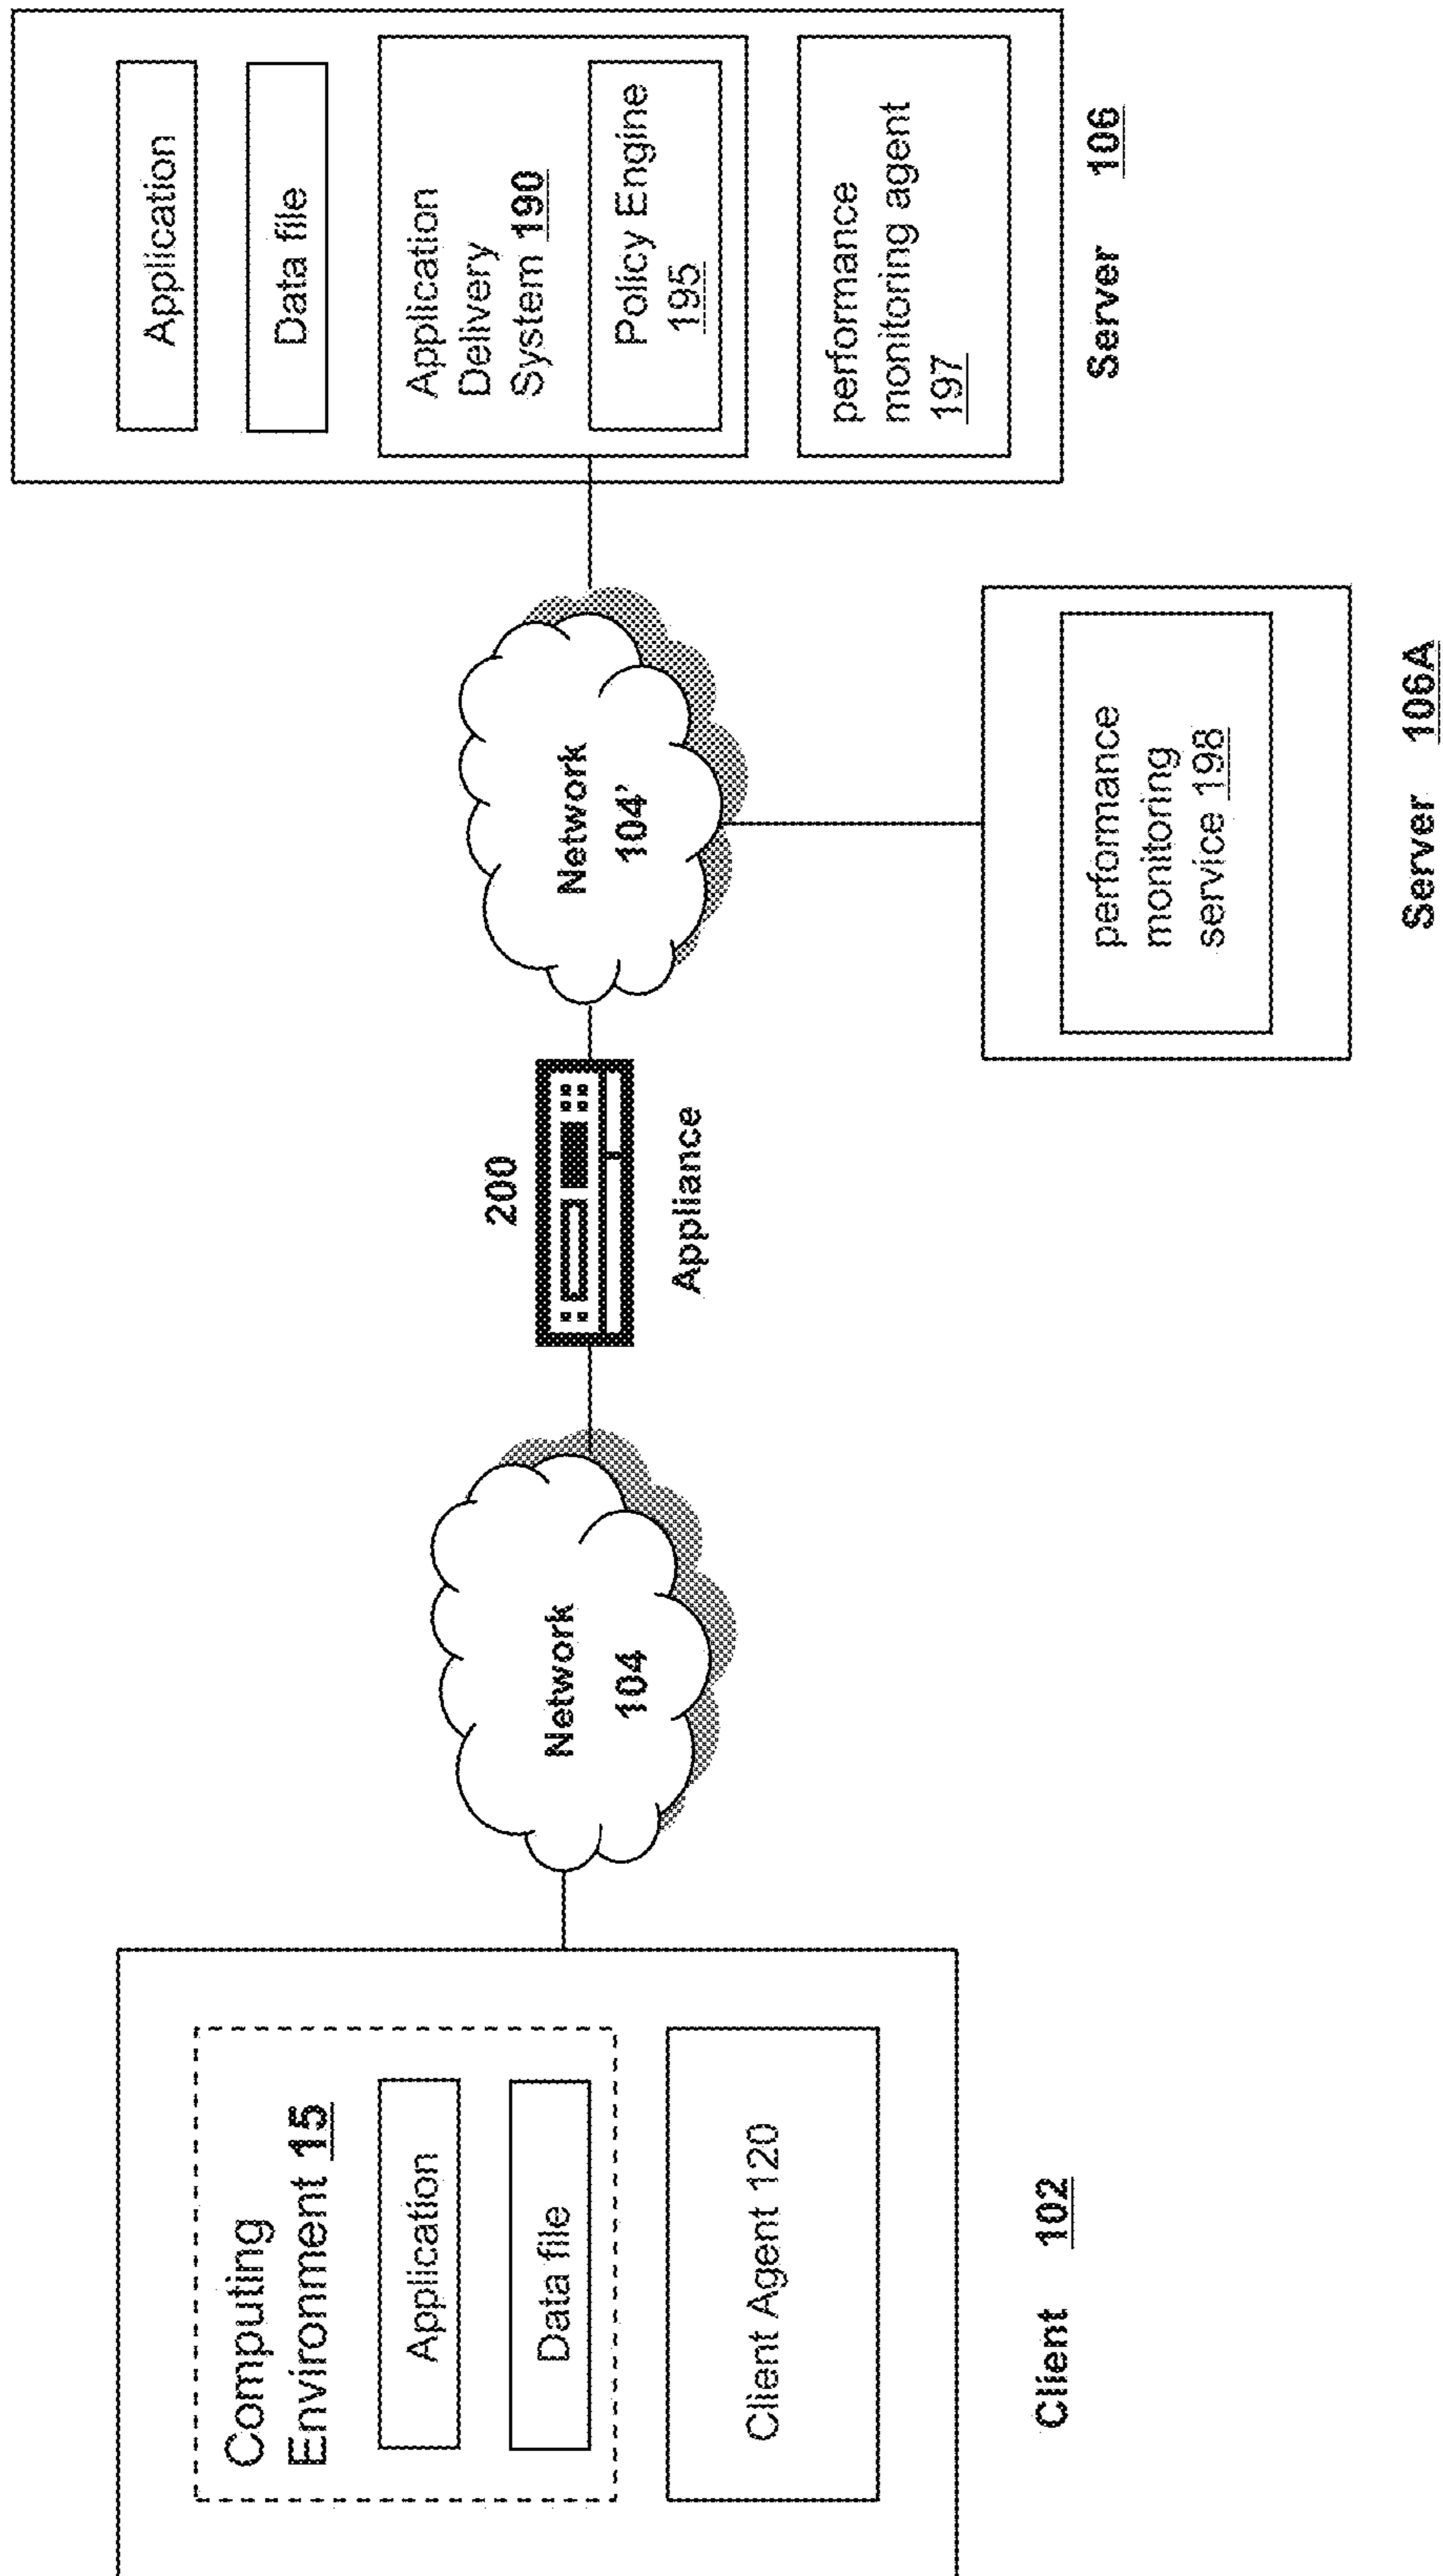 Computing
Environment 15
Application
Data file
Client Agent 120
Client 102
Network
104
200
Appliance
Network
104’
performance
monitoring
service 198
Server 106A
Application
Data file
Application
Delivery
System 190
Policy Engine
195
performance
monitoring agent
197
Server 106